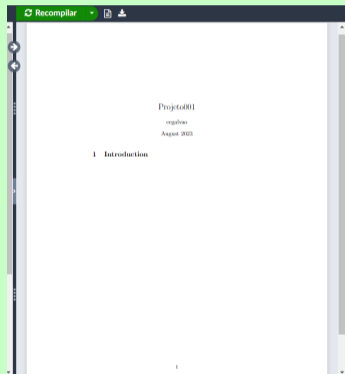 Recompilar
Projeto001
August 2023
1 Introduction
1